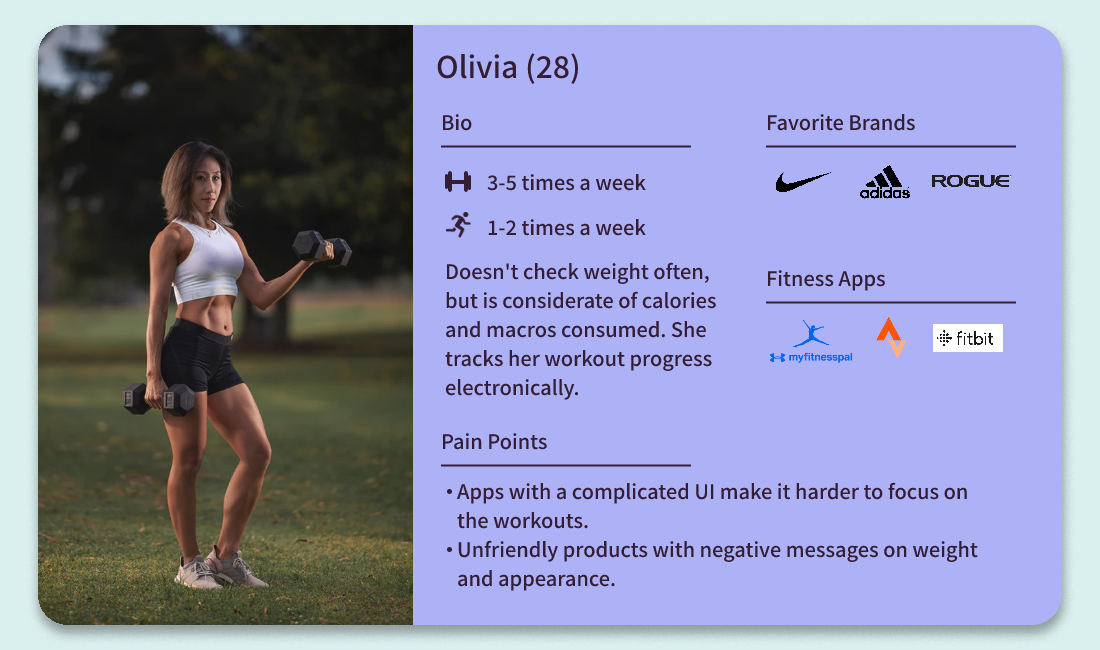 Olivia (28)
Bio
3-5 times a week
1-2 times a week
Doesn't check weight often,
but is considerate of calories
and macros consumed. She
tracks her workout progress
electronically.
Favorite Brands
adidas
ROGUE
Fitness Apps
myfitnesspal
fitbit
Pain Points
• Apps with a complicated UI make it harder to focus on
the workouts.
• Unfriendly products with negative messages on weight
and appearance.